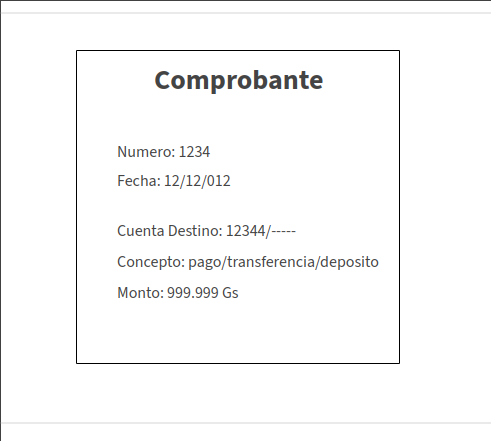 Comprobante
Numero: 1234
Fecha: 12/12/012
Cuenta Destino: 12344/-----
Concepto: pago/transferencia/deposito
Monto: 999.999 Gs